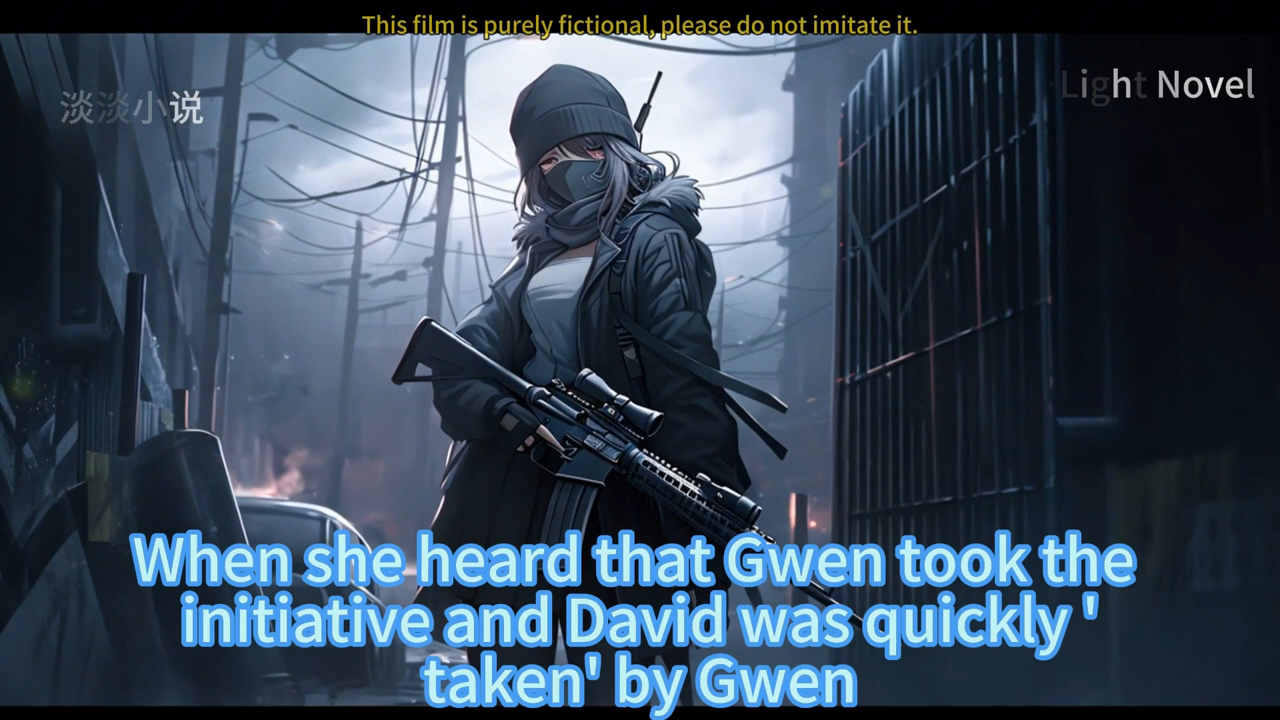 This film is purely fictional, please do not imitate it.
淡淡小说
Light Novel
When she heard that Gwen took the
initiative and David was quickly '
taken' by Gwen